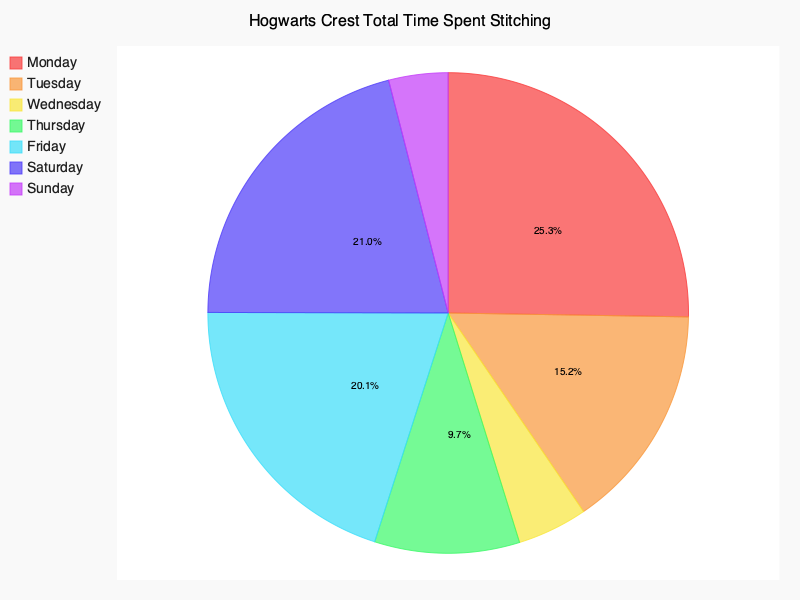 Hogwarts Crest Total Time Spent Stitching
Monday
Tuesday
Wednesday
Thursday
Friday
Saturday
Sunday
25.3%
21.0%
15.2%
20.1%
9.7%